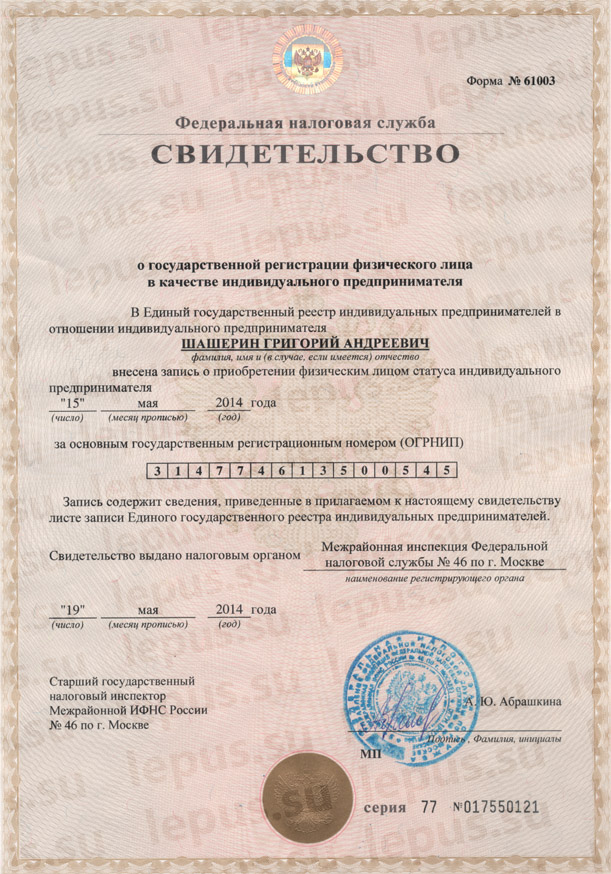 Форма № 61003
Федеральная налоговая служба
СВИДЕТЕЛЬСТВО
о государственной регистрации физического лица
в качестве индивидуального предпринимателя
В Единый государственный реестр индивидуальных предпринимателей в
отношении индивидуального предпринимателя
ШАШЕРИН ГРИГОРИЙ АНДРЕЕВИЧ
фамилия, имя и (в случае, если имеется) отчество
внесена запись о приобретении физическим лицом статуса индивидуального
предпринимателя
"15" мая 2014 года
(число) (месяц прописью) (год)
за основным государственным регистрационным номером (ОГРНИП)
3 1 4 7 7 4 6 1 3 5 0 0 5 4 5
Запись содержит сведения, приведенные в прилагаемом к настоящему свидетельству
листе записи Единого государственного реестра индивидуальных предпринимателей.
Свидетельство выдано налоговым органом Межрайонная инспекция Федеральной
налоговой службы № 46 по г. Москве
наименование регистрирующего органа
"19" мая 2014 года
(число) (месяц прописью) (год)
Старший государственный
налоговый инспектор
Межрайонной ИФНС России
№ 46 по г. Москве
А. Ю. Абрашкина
Подпись, Фамилия, инициалы
МП
серия 77 №017550121
lepus.su